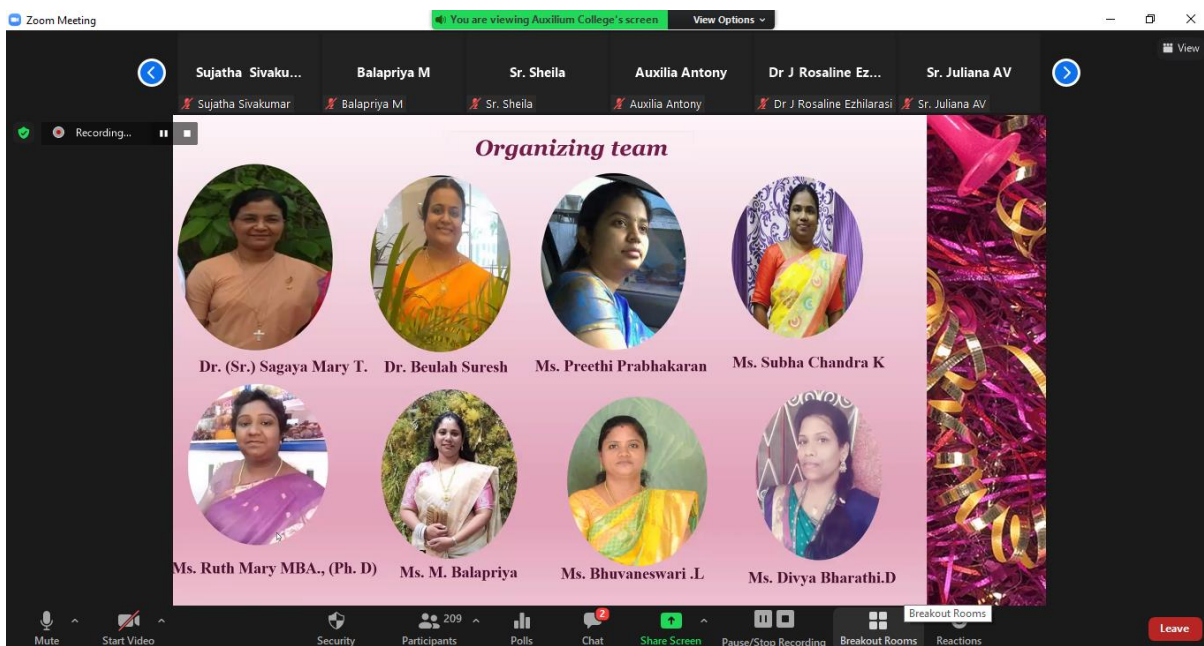 Zoom Meeting
You are viewing Auxilium College's screen
View Options
View
Sujatha Sivaku...
Balapriya M
Sr. Sheila
Auxilia Antony
Dr J Rosaline Ez...
Sr. Juliana AV
Sujatha Sivakumar
Balapriya M
Sr. Sheila
Auxilia Antony
Dr J Rosaline Ezhilarasi
Sr. Juliana AV
Recording...
Organizing team
Dr. (Sr.) Sagaya Mary T.
Dr. Beulah Suresh
Ms. Preethi Prabhakaran
Ms. Subha Chandra K
Ms. Ruth Mary MBA., (Ph. D)
Ms. M. Balapriya
Ms. Bhuvaneswari .L
Ms. Divya Bharathi.D
Breakout Rooms
209
2
Mute
Start Video
Security
Participants
Polls
Chat
Share Screen
Pause/Stop Recording
Breakout Rooms
Reactions
Leave